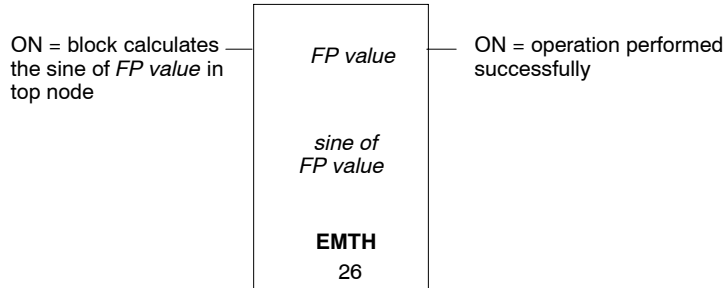 ON = block calculates
the sine of FP value in
top node
FP value
ON = operation performed
successfully
sine of
FP value
EMTH
26